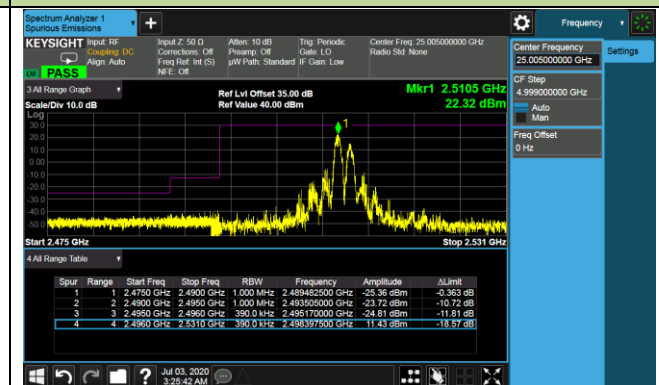 Spectrum Analyzer 1
Spurious Emissions
Frequency
KEYSIGHT Input: RF Input Z: 50 Ω Atten: 10 dB Trig: Periodic Center Freq: 25.005000000 GHz
Coupling: DC Corrections: Off Preamp: Off Gate: LO Radio Std: None
Align: Auto Freq Ref: Int (S) µW Path: Standard IF Gain: Low
NFE: Off
PASS
Center Frequency
25.005000000 GHz
Settings
CF Step
4.999000000 GHz
Auto
Man
Freq Offset
0 Hz
3 All Range Graph
Ref Lvl Offset 35.00 dB
Mkr1 2.5105 GHz
Scale/Div 10.0 dB
Ref Value 40.00 dBm
22.32 dBm
Log
30.0
20.0
10.0
0.00
-10.0
-20.0
-30.0
-40.0
-50.0
1
Start 2.475 GHz
Stop 2.531 GHz
4 All Range Table
Spur Range Start Freq Stop Freq RBW Frequency Amplitude ΔLimit
1 1 2.4750 GHz 2.4900 GHz 1.000 MHz 2.489482500 GHz -25.36 dBm -0.363 dB
2 2 2.4900 GHz 2.4950 GHz 1.000 MHz 2.493505000 GHz -23.72 dBm -10.72 dB
3 3 2.4950 GHz 2.4960 GHz 390.0 kHz 2.495170000 GHz -24.81 dBm -11.81 dB
4 4 2.4960 GHz 2.5310 GHz 390.0 kHz 2.498397500 GHz 11.43 dBm -18.57 dB
Jul 03, 2020
3:25:42 AM